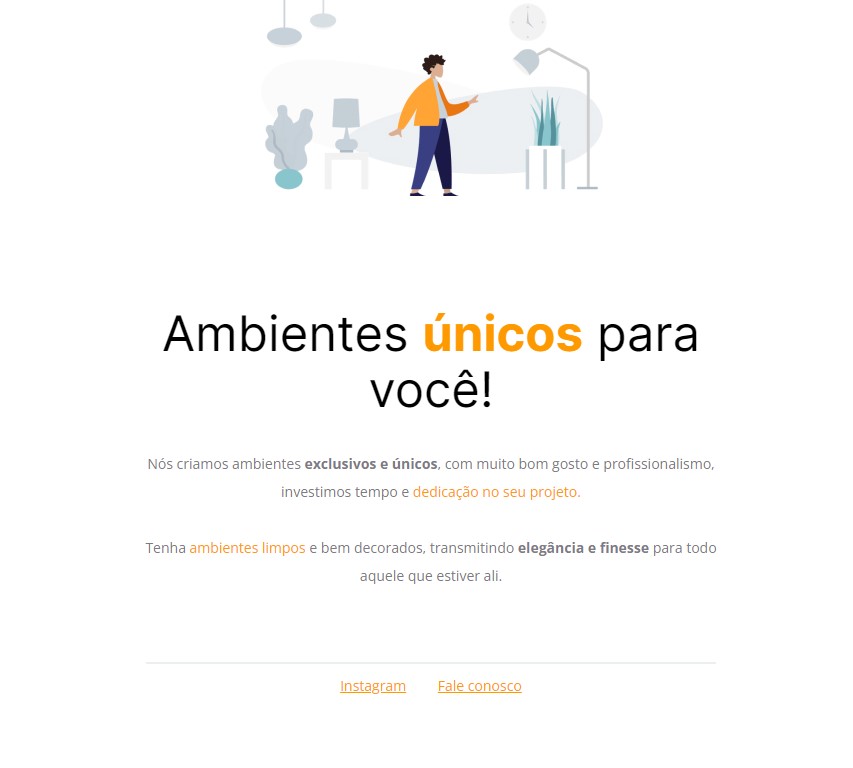 Ambientes únicos para
você!
Nós criamos ambientes exclusivos e únicos, com muito bom gosto e profissionalismo,
investimos tempo e dedicação no seu projeto.
Tenha ambientes limpos e bem decorados, transmitindo elegância e finesse para todo
aquele que estiver ali.
Instagram Fale conosco